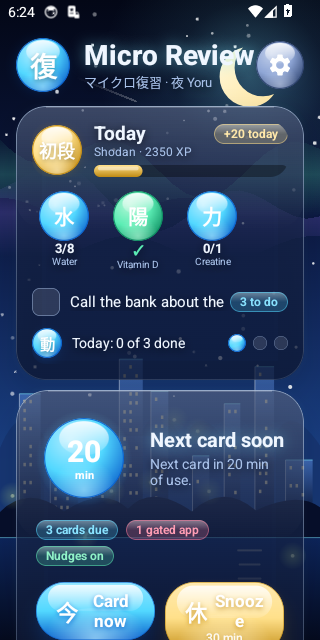 6:24
復
Micro Review
マイクロ復習 · 夜 Yoru
初段
Today
+20 today
Shodan · 2350 XP
水
陽
力
3/8
✓
0/1
Water
Vitamin D
Creatine
Call the bank about the
3 to do
動
Today: 0 of 3 done
20
min
Next card soon
Next card in 20 min
of use.
3 cards due
1 gated app
Nudges on
今
Card
now
休
Snooz
e
30 min